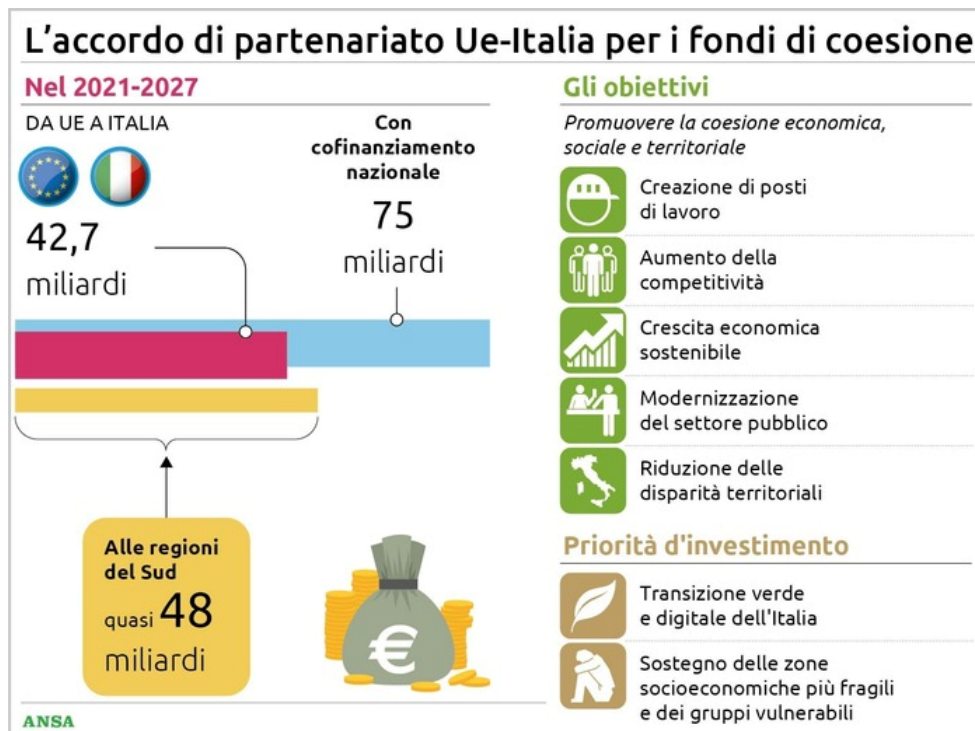 L'accordo di partenariato Ue-Italia per i fondi di coesione
Nel 2021-2027
DA UE A ITALIA
42,7
miliardi
Con
cofinanziamento
nazionale
75
miliardi
Alle regioni
del Sud
quasi 48
miliardi
€
ANSA
Gli obiettivi
Promuovere la coesione economica,
sociale e territoriale
Creazione di posti
di lavoro
Aumento della
competitività
Crescita economica
sostenibile
Modernizzazione
del settore pubblico
Riduzione delle
disparità territoriali
Priorità d'investimento
Transizione verde
e digitale dell'Italia
Sostegno delle zone
socioeconomiche più fragili
e dei gruppi vulnerabili